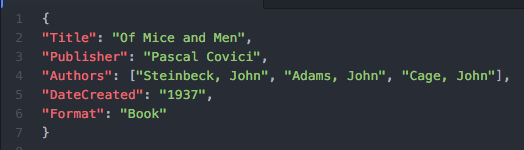 1 {
2 "Title": "Of Mice and Men",
3 "Publisher": "Pascal Covici",
4 "Authors": ["Steinbeck, John", "Adams, John", "Cage, John"],
5 "DateCreated": "1937",
6 "Format": "Book"
7 }